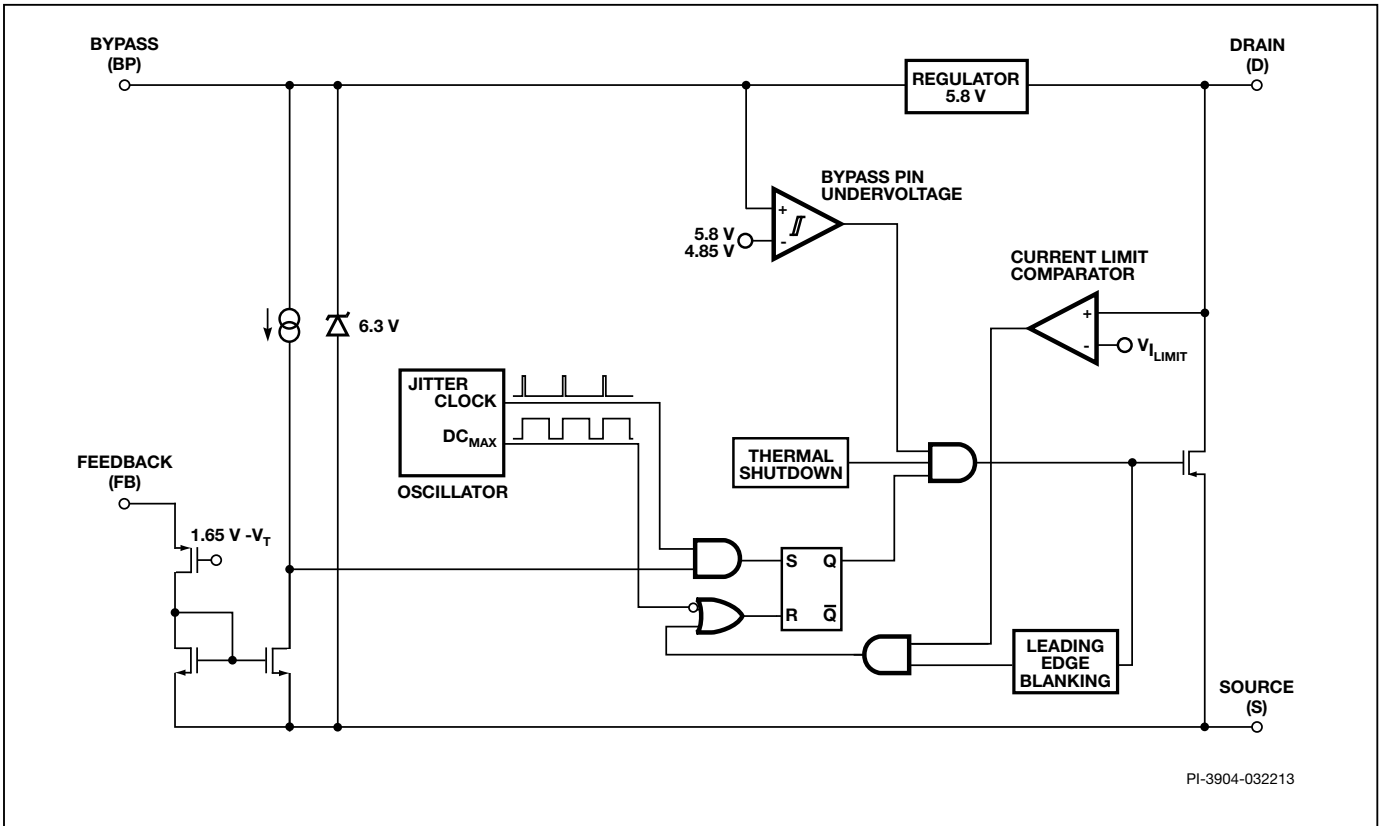 BYPASS
(BP)
DRAIN
(D)
REGULATOR
5.8 V
BYPASS PIN
UNDERVOLTAGE
+
-
5.8 V
4.85 V
CURRENT LIMIT
COMPARATOR
+
-
VILIMIT
6.3 V
JITTER
CLOCK
DCMAX
OSCILLATOR
THERMAL
SHUTDOWN
FEEDBACK
(FB)
1.65 V -VT
S Q
R Q̅
LEADING
EDGE
BLANKING
SOURCE
(S)
PI-3904-032213